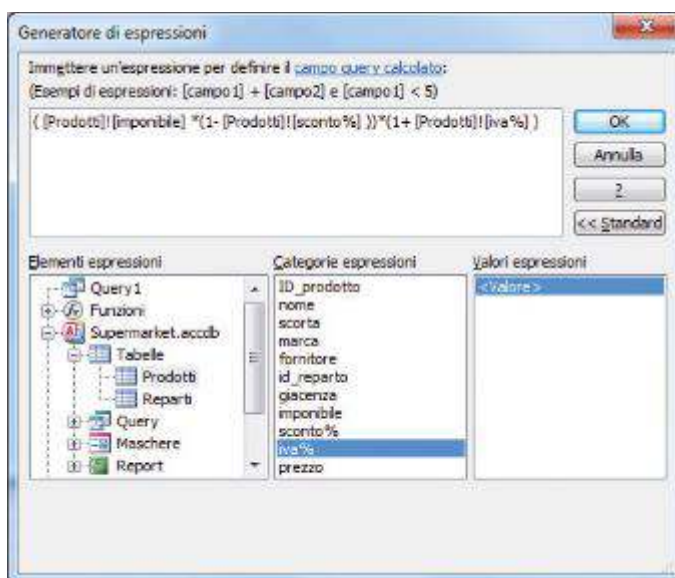 Generatore di espressioni
Immettere un'espressione per definire il campo query calcolato:
(Esempi di espressioni: [campo1] + [campo2] e [campo1] < 5)
( [Prodotti]![imponibile] *(1- [Prodotti]![sconto%] ))*(1+ [Prodotti]![iva%] )
OK
Annulla
?
<< Standard
Elementi espressioni
Query1
Funzioni
Supermarket.accdb
Tabelle
Prodotti
Reparti
Query
Maschere
Report
Categorie espressioni
ID_prodotto
nome
scorta
marca
fornitore
id_reparto
giacenza
imponibile
sconto%
iva%
prezzo
Valori espressioni
<Valore>